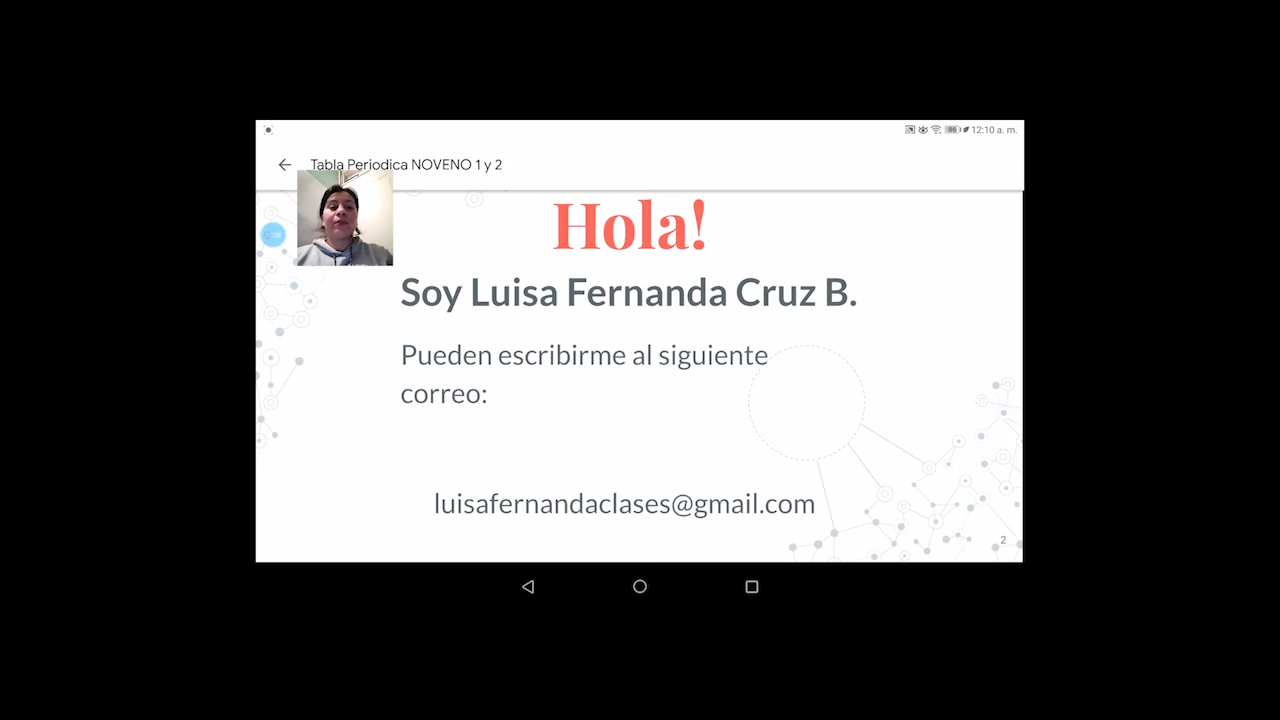 12:10 a. m.
Tabla Periodica NOVENO 1 y 2
Hola!
Soy Luisa Fernanda Cruz B.
Pueden escribirme al siguiente
correo:
luisafernandaclases@gmail.com
2